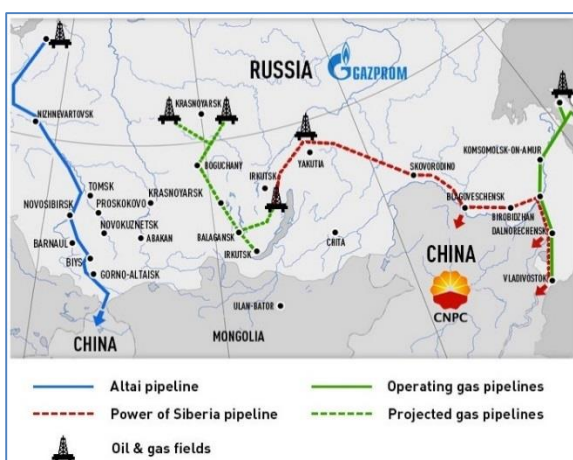 RUSSIA
GAZPROM
KRASNOYARSK
NIZHNEVARTOVSK
KOMSOMOLSK-ON-AMUR
YAKUTIA
BOGUCHANY
SKOVORODINO
TOMSK
IRKUTSK
PROSKOKOVO
KRASNOYARSK
BLAGOVESCHENSK
NOVOSIBIRSK
BIROBIDZHAN
NOVOKUZNETSK
DALNORECHENSK
BARNAUL
ABAKAN
BALAGANSK
CHITA
BIYS
IRKUTSK
CHINA
GORNO-ALTAISK
VLADIVOSTOK
CNPC
ULAN-BATOR
MONGOLIA
CHINA
Altai pipeline
Operating gas pipelines
Power of Siberia pipeline
Projected gas pipelines
Oil & gas fields